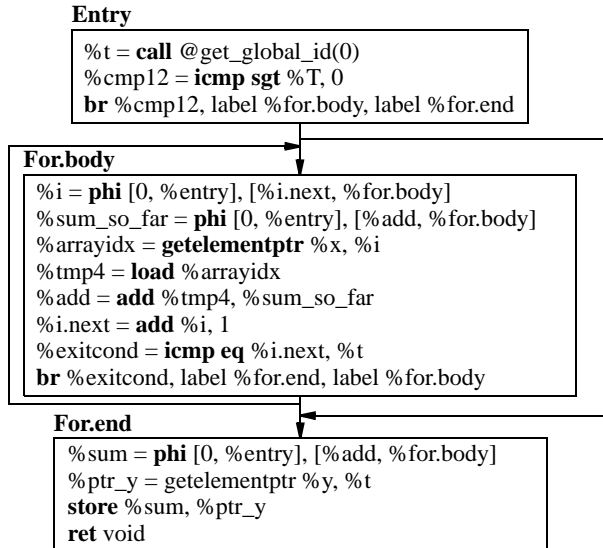 Entry
%t = call @get_global_id(0)
%cmp12 = icmp sgt %T, 0
br %cmp12, label %for.body, label %for.end
For.body
%i = phi [0, %entry], [%i.next, %for.body]
%sum_so_far = phi [0, %entry], [%add, %for.body]
%arrayidx = getelementptr %x, %i
%tmp4 = load %arrayidx
%add = add %tmp4, %sum_so_far
%i.next = add %i, 1
%exitcond = icmp eq %i.next, %t
br %exitcond, label %for.end, label %for.body
For.end
%sum = phi [0, %entry], [%add, %for.body]
%ptr_y = getelementptr %y, %t
store %sum, %ptr_y
ret void